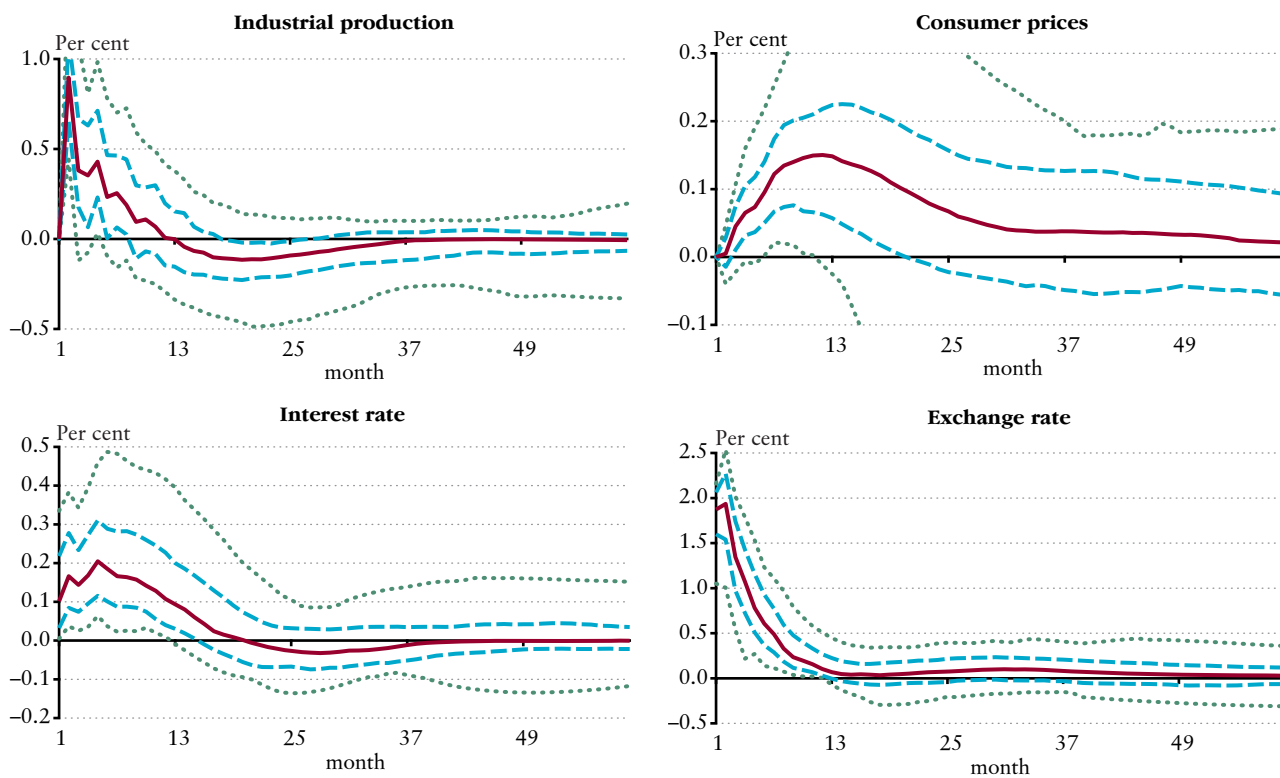 Industrial production
Per cent
1.0
0.5
0.0
–0.5
1 13 25 37 49
month
Consumer prices
Per cent
0.3
0.2
0.1
0.0
–0.1
1 13 25 37 49
month
Interest rate
Per cent
0.5
0.4
0.3
0.2
0.1
0.0
–0.1
–0.2
1 13 25 37 49
month
Exchange rate
Per cent
2.5
2.0
1.5
1.0
0.5
0.0
–0.5
1 13 25 37 49
month